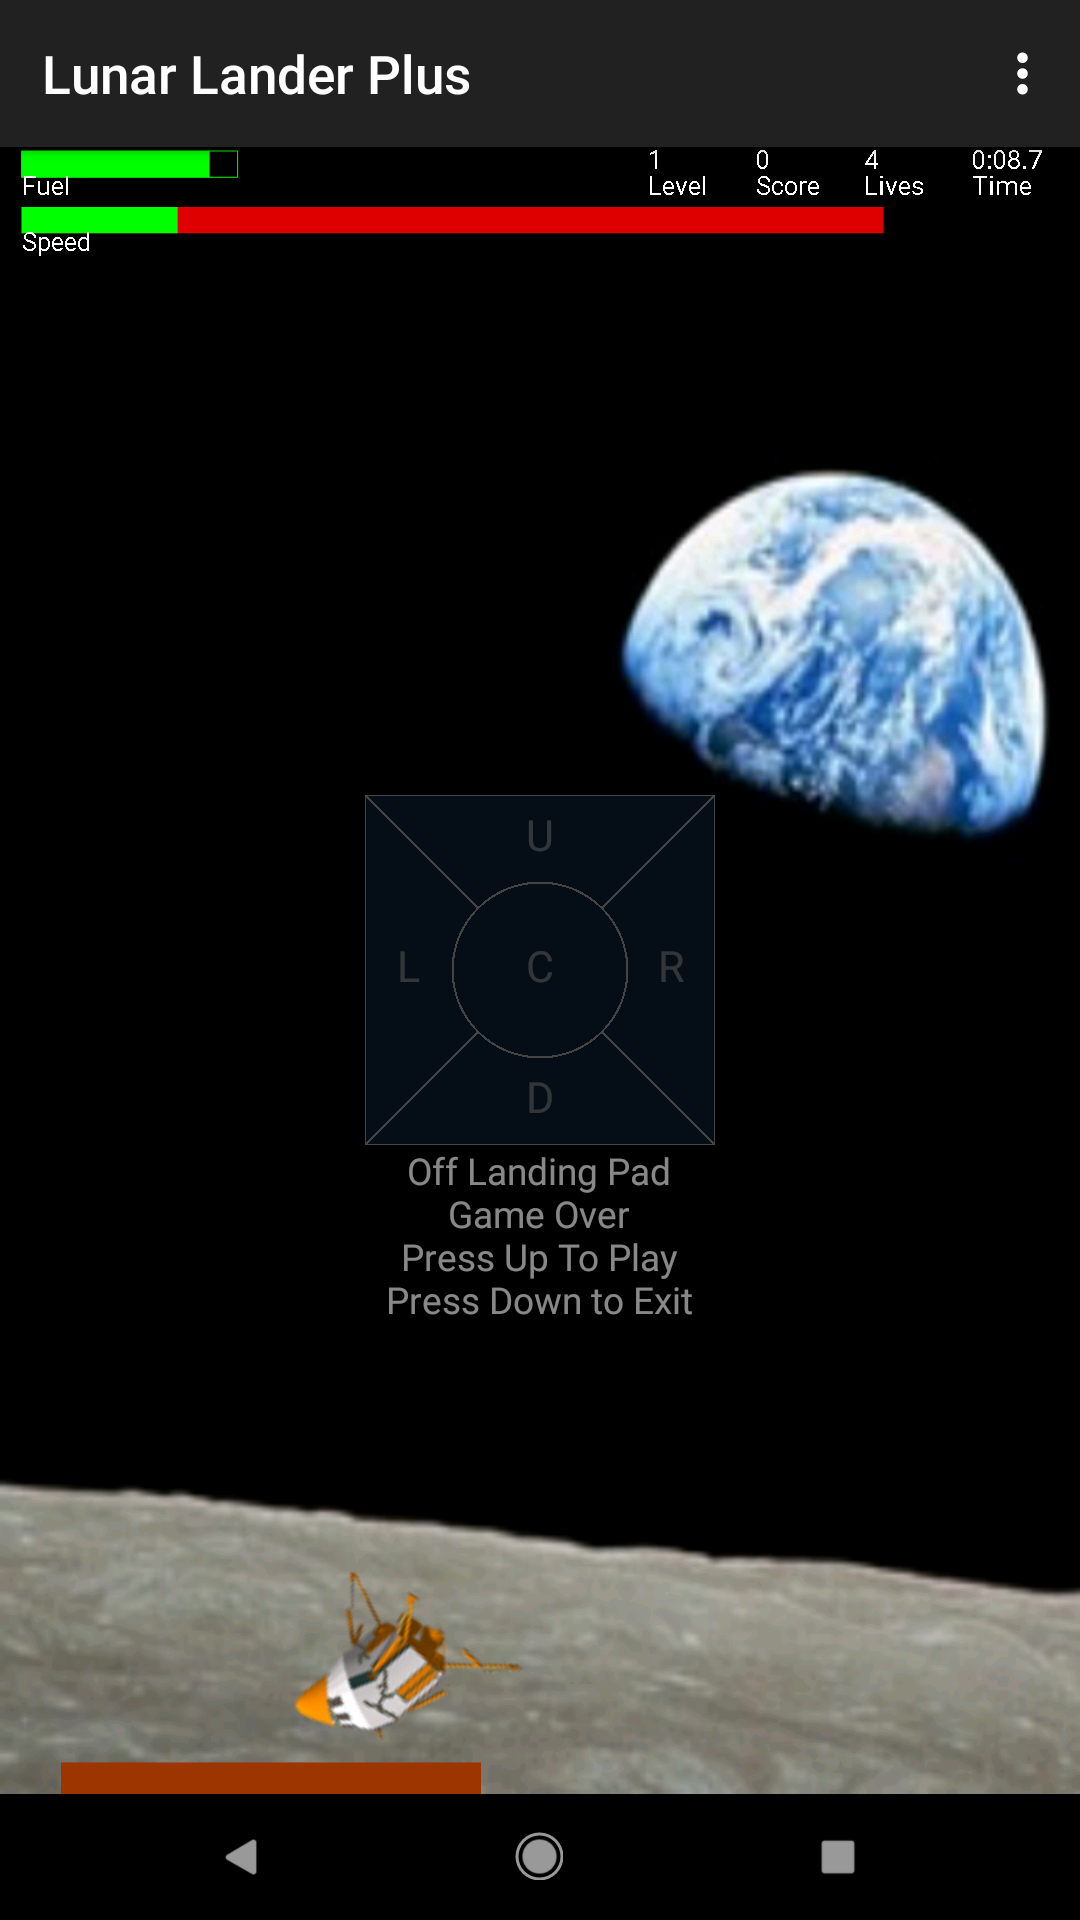 Lunar Lander Plus
1 0 4 0:08.7
Fuel Level Score Lives Time
Speed
U
L C R
D
Off Landing Pad
Game Over
Press Up To Play
Press Down to Exit